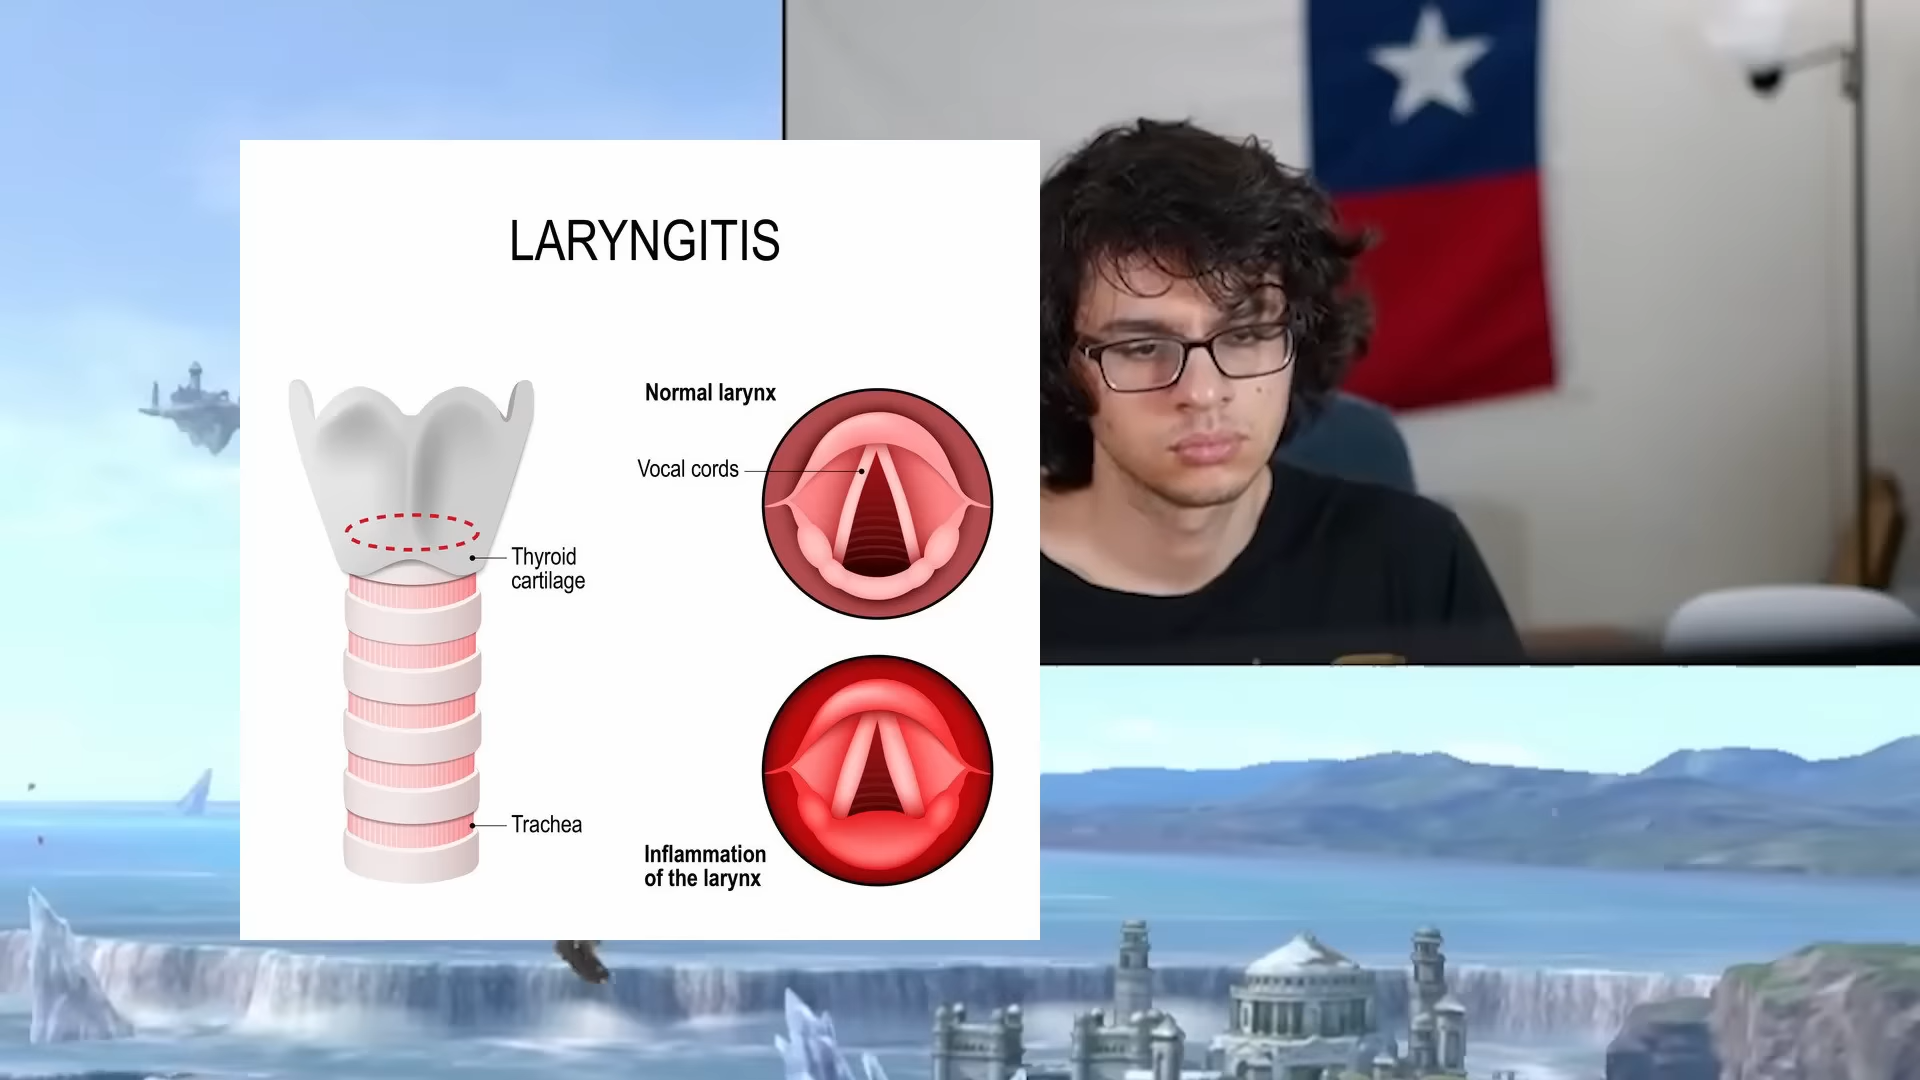 LARYNGITIS
Normal larynx
Vocal cords
Thyroid
cartilage
Trachea
Inflammation
of the larynx